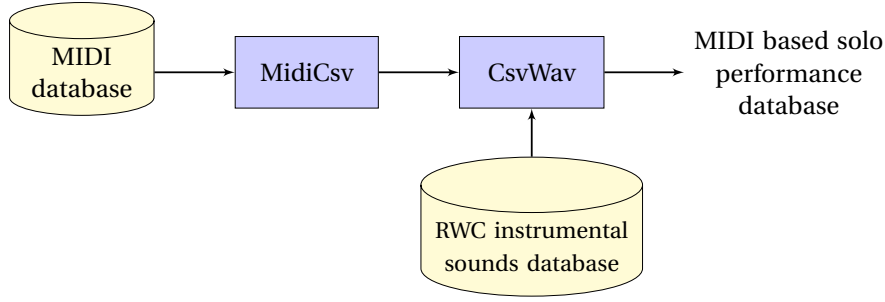 MIDI
database
MidiCsv
CsvWav
MIDI based solo
performance
database
RWC instrumental
sounds database